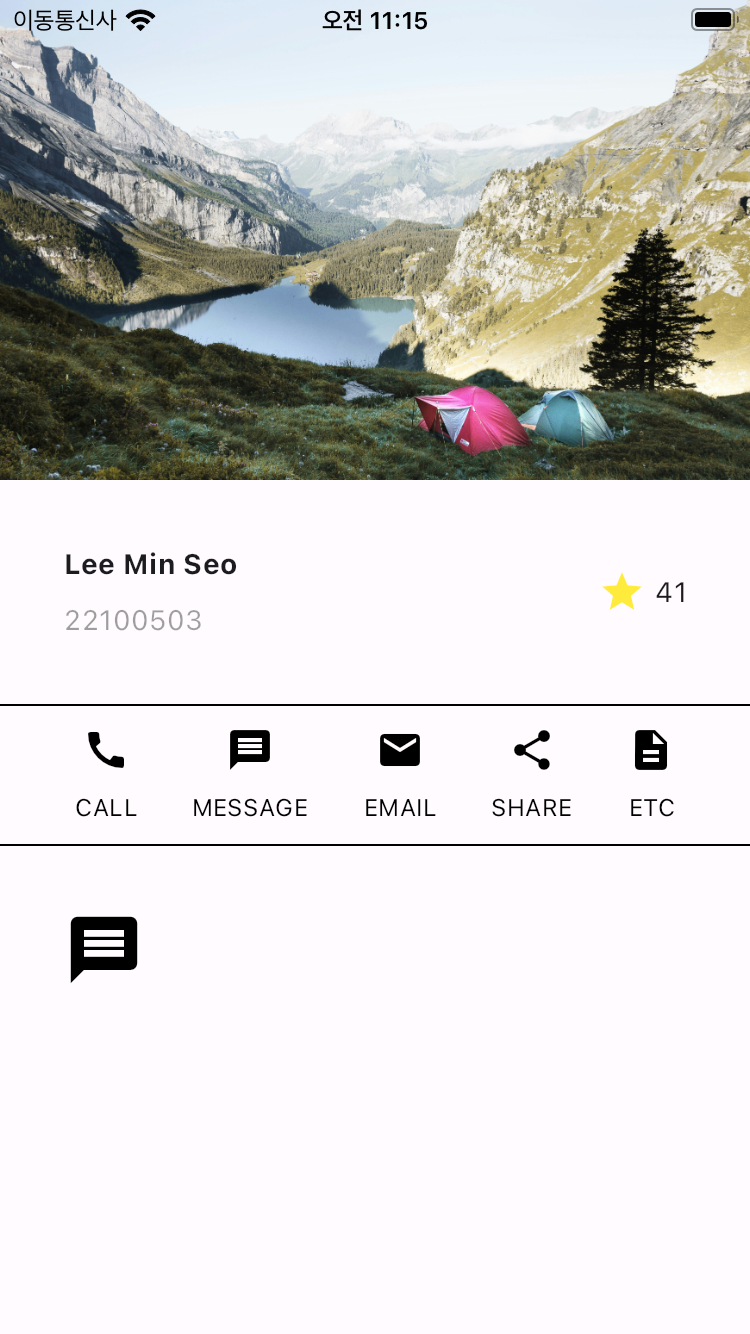 이동통신사 오전 11:15
Lee Min Seo
22100503
41
CALL MESSAGE EMAIL SHARE ETC